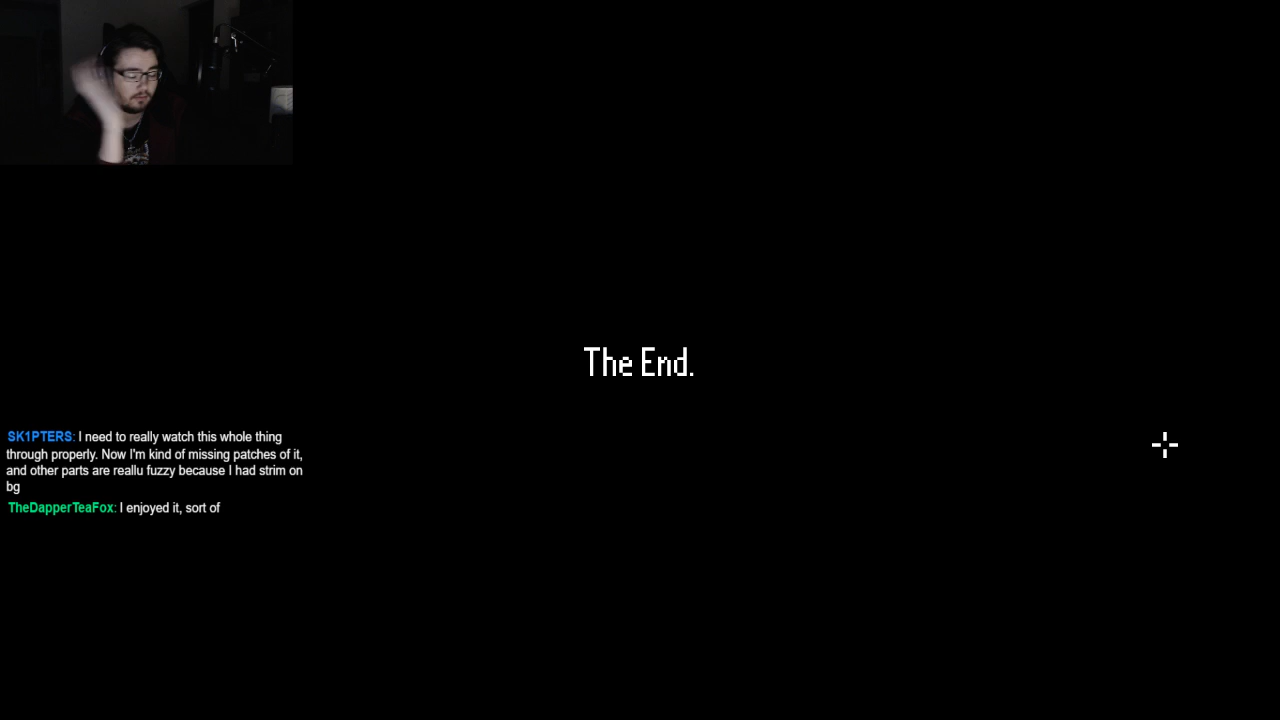 The End.
SK1PTERS: I need to really watch this whole thing
through properly. Now I'm kind of missing patches of it,
and other parts are reallu fuzzy because I had strim on
bg
TheDapperTeaFox: I enjoyed it, sort of